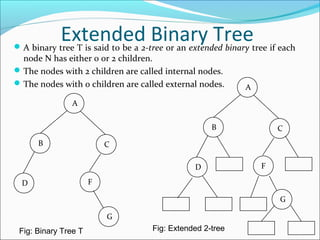 Extended Binary Tree
A binary tree T is said to be a 2-tree or an extended binary tree if each
node N has either 0 or 2 children.
The nodes with 2 children are called internal nodes.
The nodes with 0 children are called external nodes.
A
A
B
C
B
C
D
F
D
F
G
G
Fig: Binary Tree T
Fig: Extended 2-tree